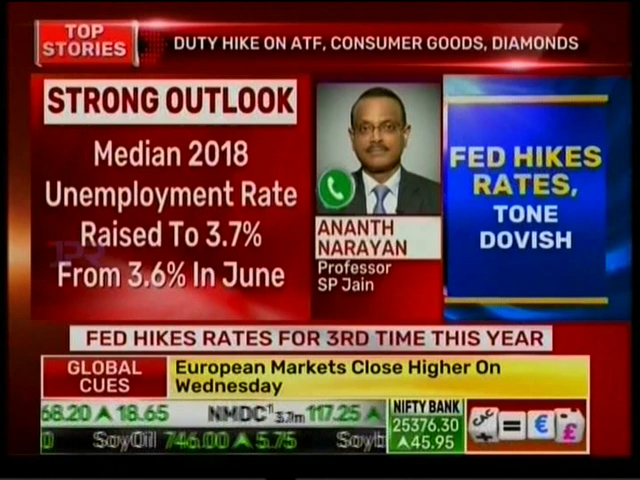 TOP STORIES
DUTY HIKE ON ATF, CONSUMER GOODS, DIAMONDS
STRONG OUTLOOK
Median 2018
Unemployment Rate
Raised To 3.7%
From 3.6% In June
ANANTH
NARAYAN
Professor
SP Jain
FED HIKES
RATES,
TONE
DOVISH
FED HIKES RATES FOR 3RD TIME THIS YEAR
GLOBAL
CUES
European Markets Close Higher On
Wednesday
68.20 ▲ 18.65 NMDC 3.7m 117.25 ▲
0 SoyOil 746.00 ▲ 5.75 Soyb
NIFTY BANK
25376.30
▲45.95
CAC
+ = € £